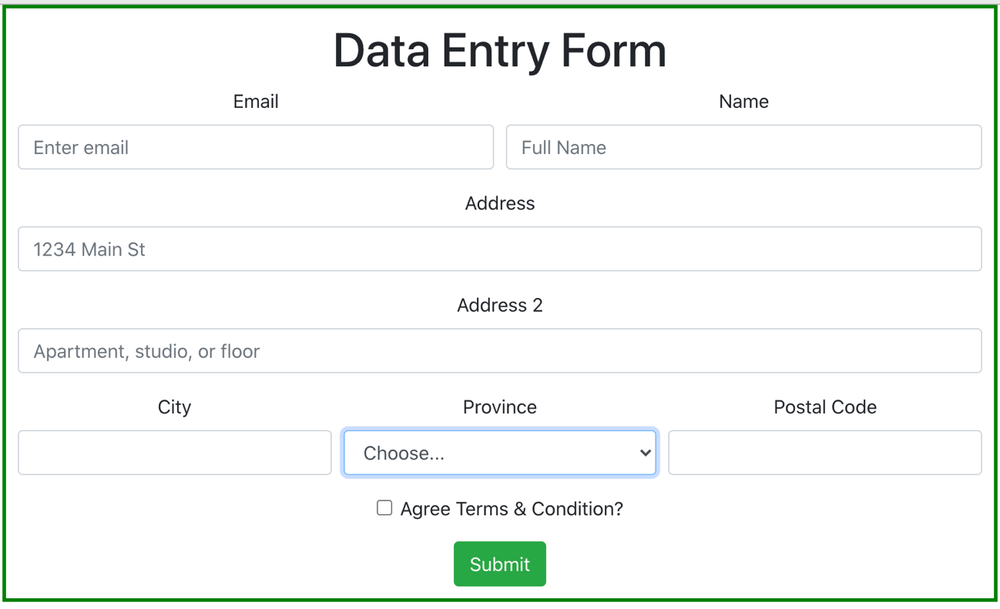 Data Entry Form
Email Name
Enter email Full Name
Address
1234 Main St
Address 2
Apartment, studio, or floor
City Province Postal Code
Choose...
Agree Terms & Condition?
Submit